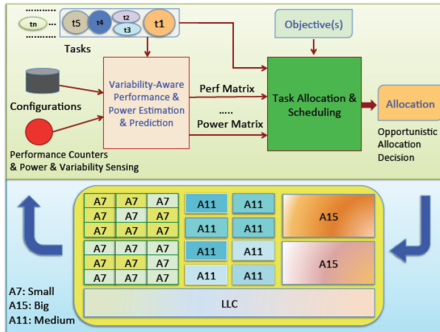 tn
t5
t4
t2
t3
t1
Tasks
Objective(s)
Configurations
Variability-Aware
Performance &
Power Estimation
& Prediction
Perf Matrix
.....
Power Matrix
Task Allocation &
Scheduling
Allocation
Opportunistic
Allocation
Decision
Performance Counters
& Power & Variability Sensing
A7 A7 A7
A7 A7 A7
A7 A7 A7
A7 A7 A7
A7 A7 A7
A7 A7 A7
A11 A11
A11 A11
A11 A11
A11 A11
A15
A15
LLC
A7: Small
A15: Big
A11: Medium